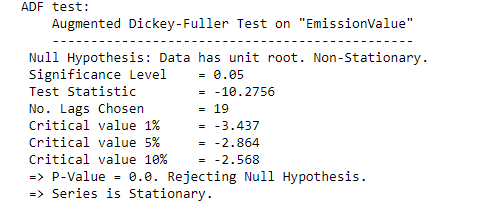 ADF test:
Augmented Dickey-Fuller Test on "EmissionValue"
-----------------------------------------------
Null Hypothesis: Data has unit root. Non-Stationary.
Significance Level = 0.05
Test Statistic = -10.2756
No. Lags Chosen = 19
Critical value 1% = -3.437
Critical value 5% = -2.864
Critical value 10% = -2.568
=> P-Value = 0.0. Rejecting Null Hypothesis.
=> Series is Stationary.